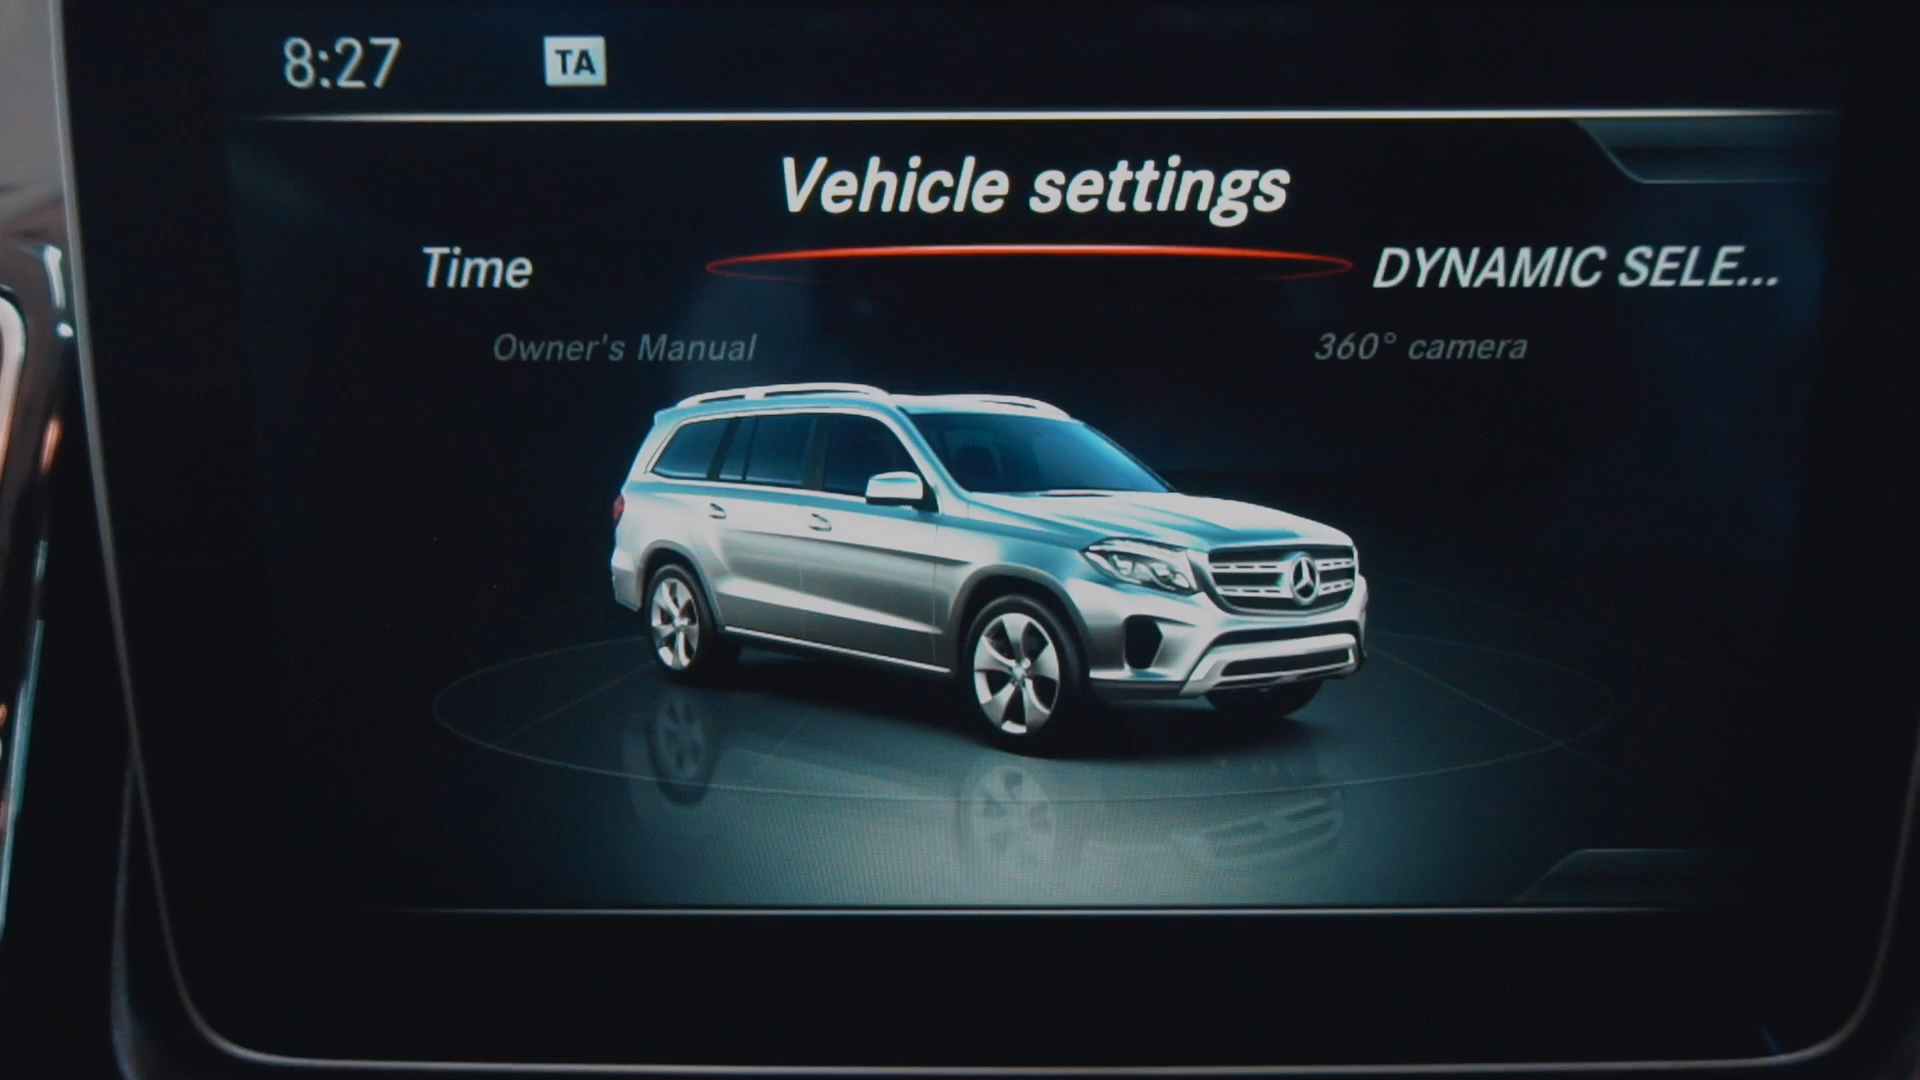 8:27
TA
Vehicle settings
Time
DYNAMIC SELE...
Owner's Manual
360° camera